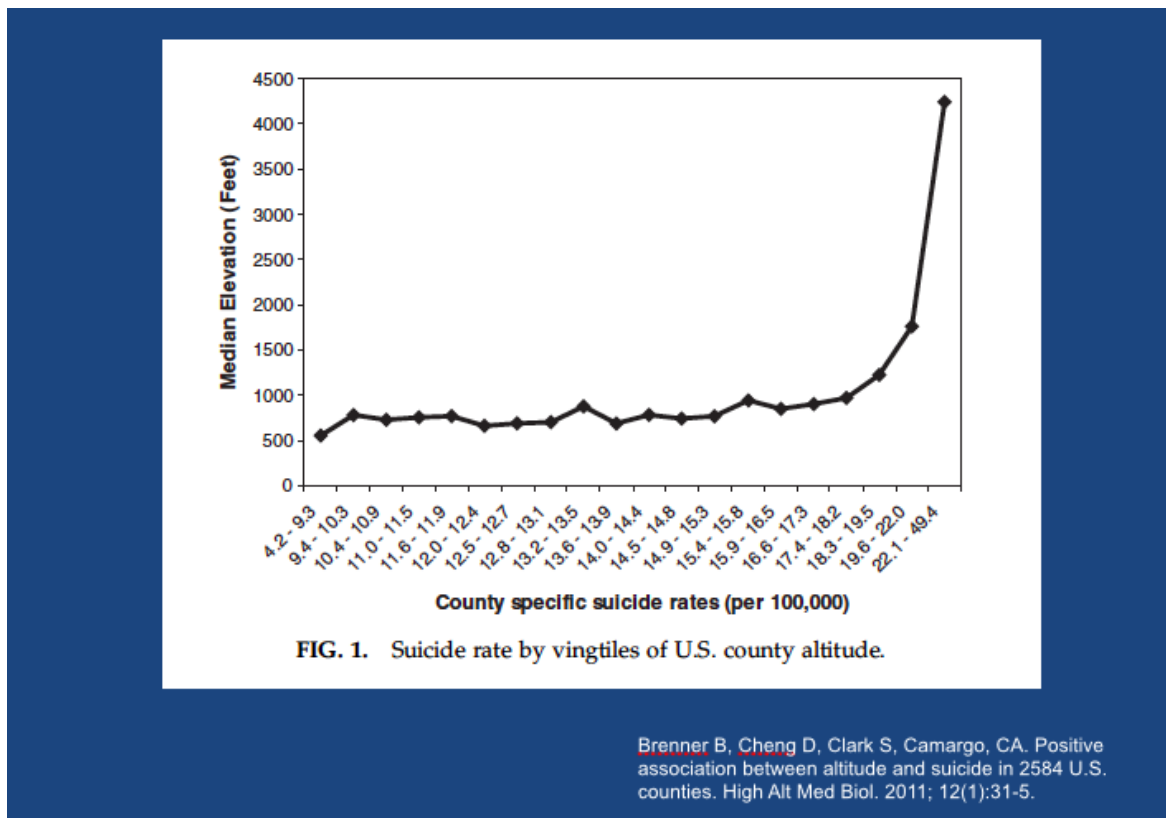 4500
4000
3500
3000
2500
2000
1500
1000
500
0
Median Elevation (Feet)
4.2 - 9.3
9.4 - 10.3
10.4 - 10.9
11.0 - 11.5
11.6 - 11.9
12.0 - 12.4
12.5 - 12.7
12.8 - 13.1
13.2 - 13.5
13.6 - 13.9
14.0 - 14.4
14.5 - 14.8
14.9 - 15.3
15.4 - 15.8
15.9 - 16.5
16.6 - 17.3
17.4 - 18.2
18.3 - 19.5
19.6 - 22.0
22.1 - 49.4
County specific suicide rates (per 100,000)
FIG. 1. Suicide rate by vingtiles of U.S. county altitude.
Brenner B, Cheng D, Clark S, Camargo, CA. Positive
association between altitude and suicide in 2584 U.S.
counties. High Alt Med Biol. 2011; 12(1):31-5.